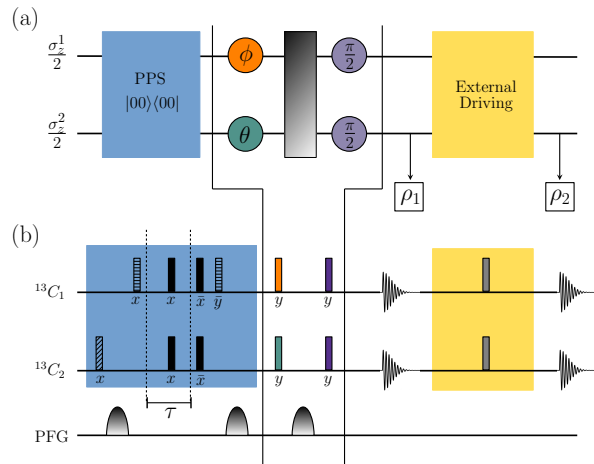 (a)
σ_z^1/2 PPS |00⟩⟨00| ϕ π/2 External Driving
σ_z^2/2 θ π/2
ρ₁ ρ₂
(b)
¹³C₁ x x x̄ ȳ y y
¹³C₂ x x x̄ y y
τ
PFG